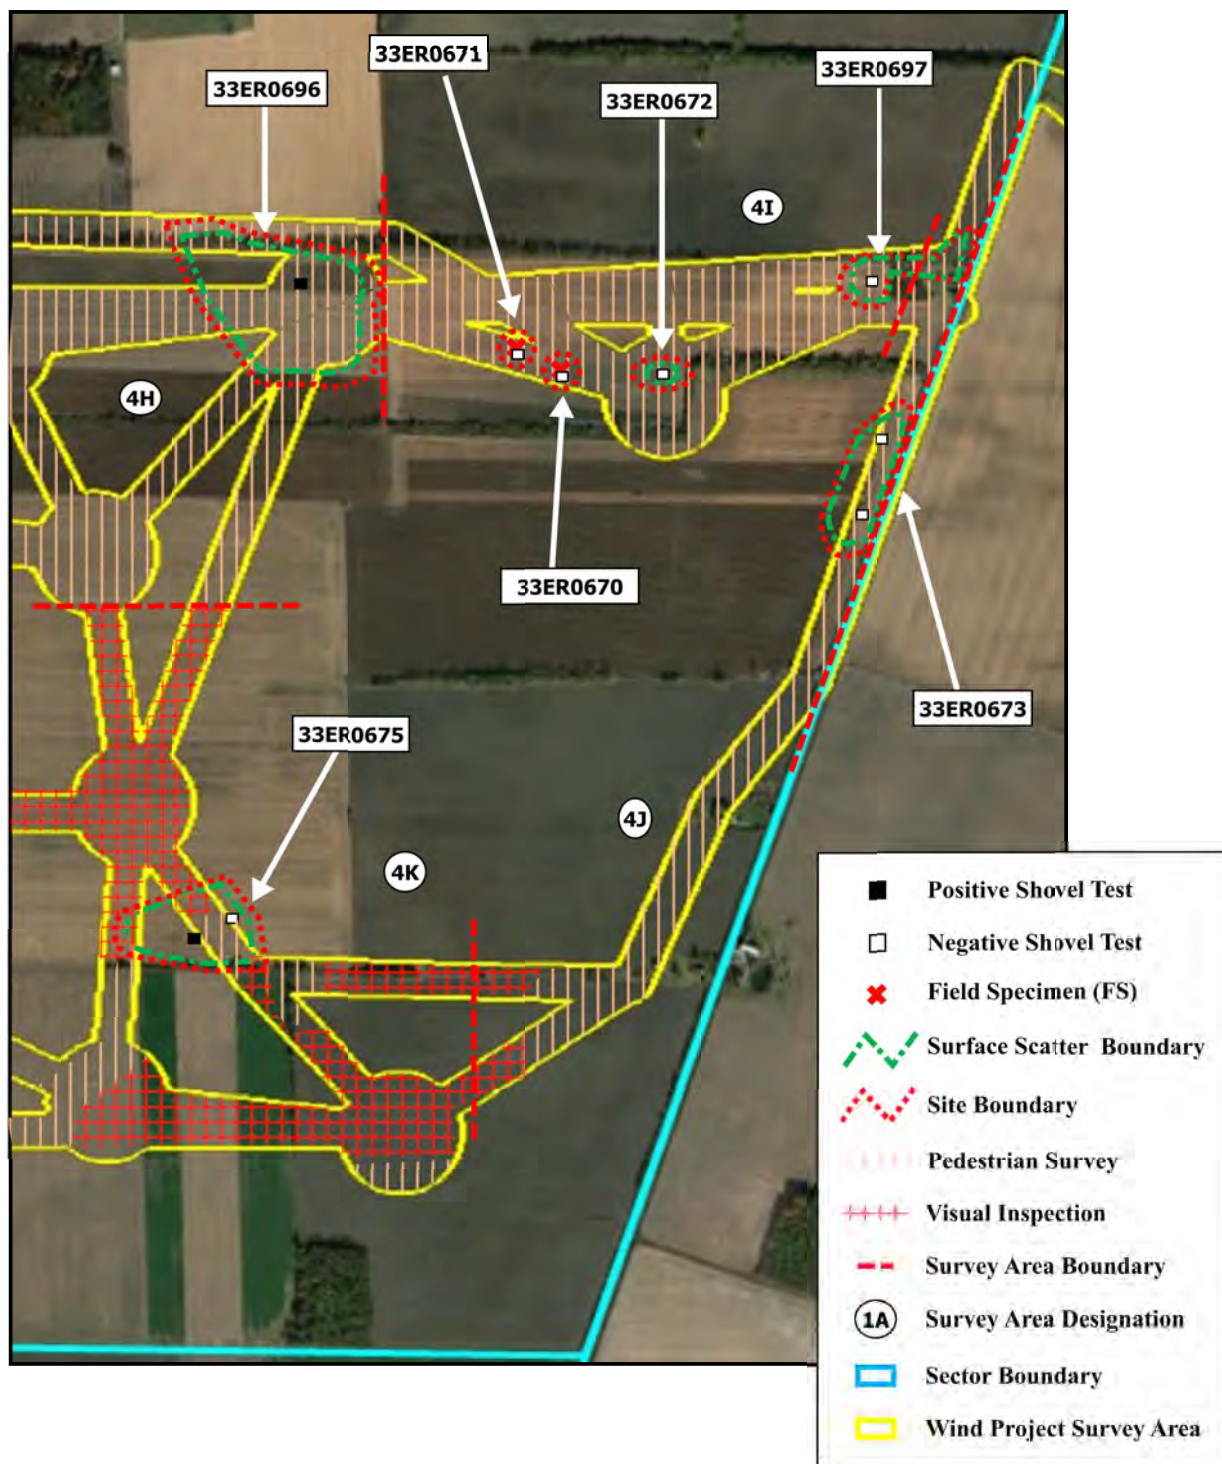 33ER0671
33ER0697
33ER0696
33ER0672
4I
4H
33ER0670
33ER0673
33ER0675
4J
4K
Positive Shovel Test
Negative Shovel Test
Field Specimen (FS)
Surface Scatter Boundary
Site Boundary
Pedestrian Survey
Visual Inspection
Survey Area Boundary
1A Survey Area Designation
Sector Boundary
Wind Project Survey Area